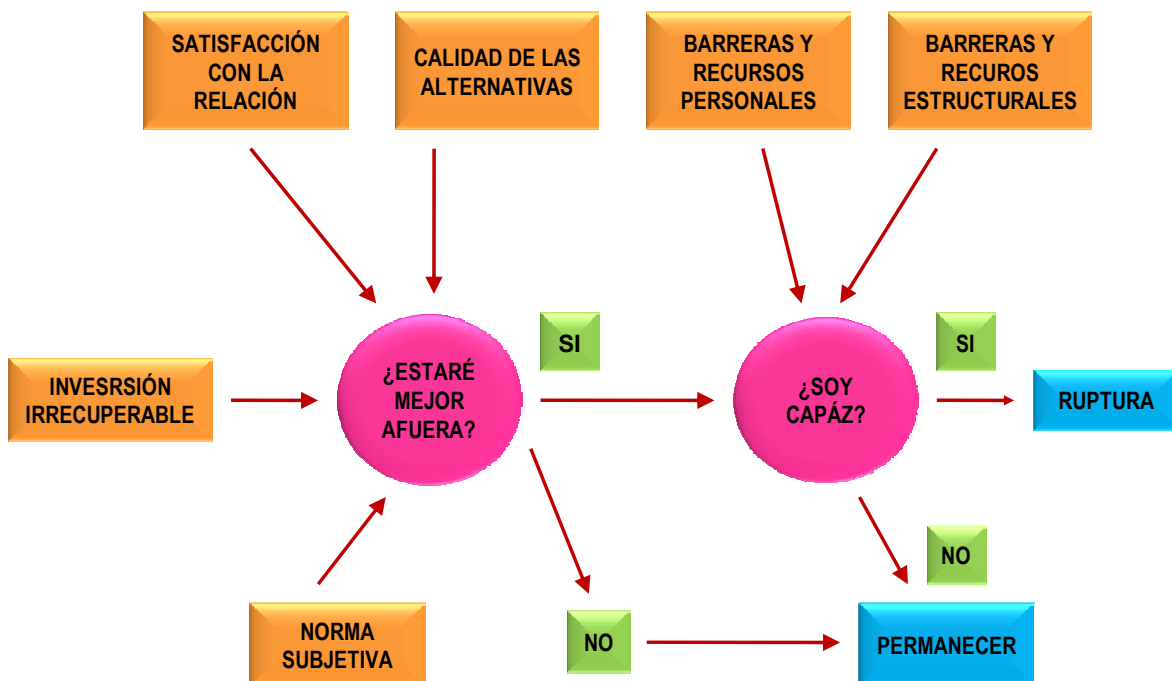 SATISFACCIÓN
CON LA
RELACIÓN
CALIDAD DE LAS
ALTERNATIVAS
BARRERAS Y
RECURSOS
PERSONALES
BARRERAS Y
RECUROS
ESTRUCTURALES
INVESRSIÓN
IRRECUPERABLE
¿ESTARÉ
MEJOR
AFUERA?
SI
¿SOY
CAPÁZ?
SI
RUPTURA
NORMA
SUBJETIVA
NO
NO
PERMANECER